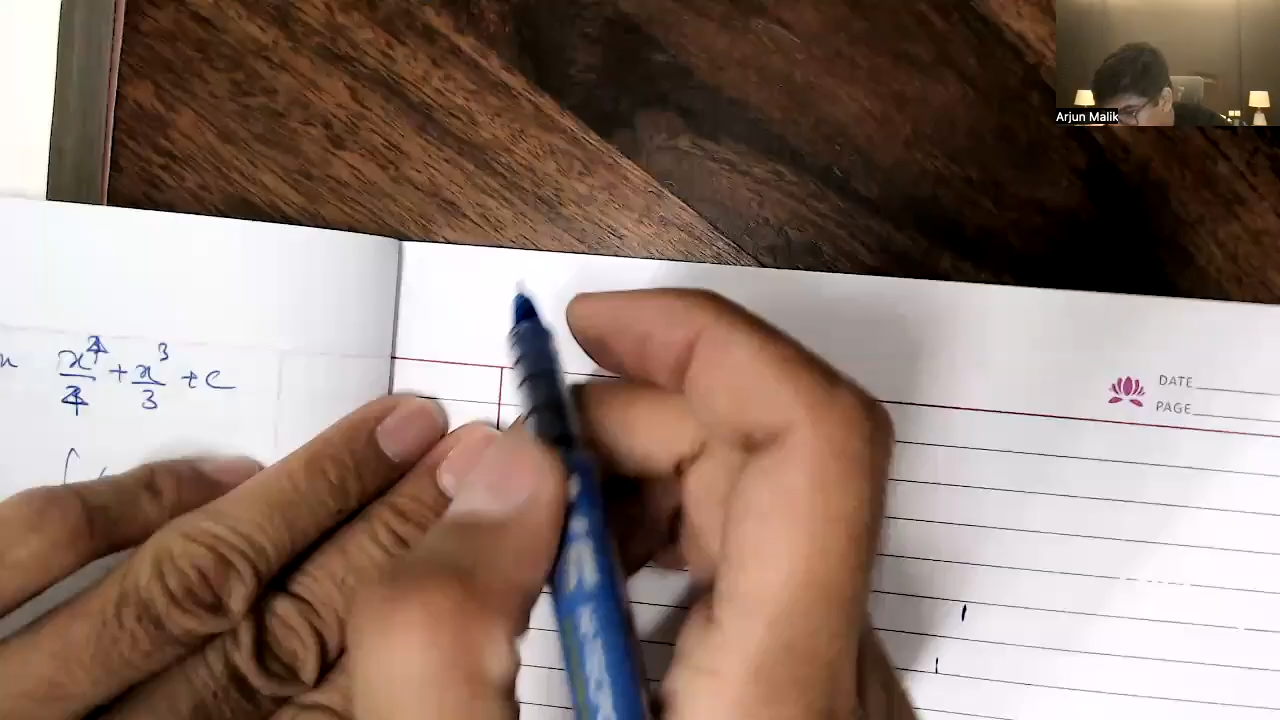 Arjun Malik
x⁴/4 + x³/3 + c
∫
DATE
PAGE